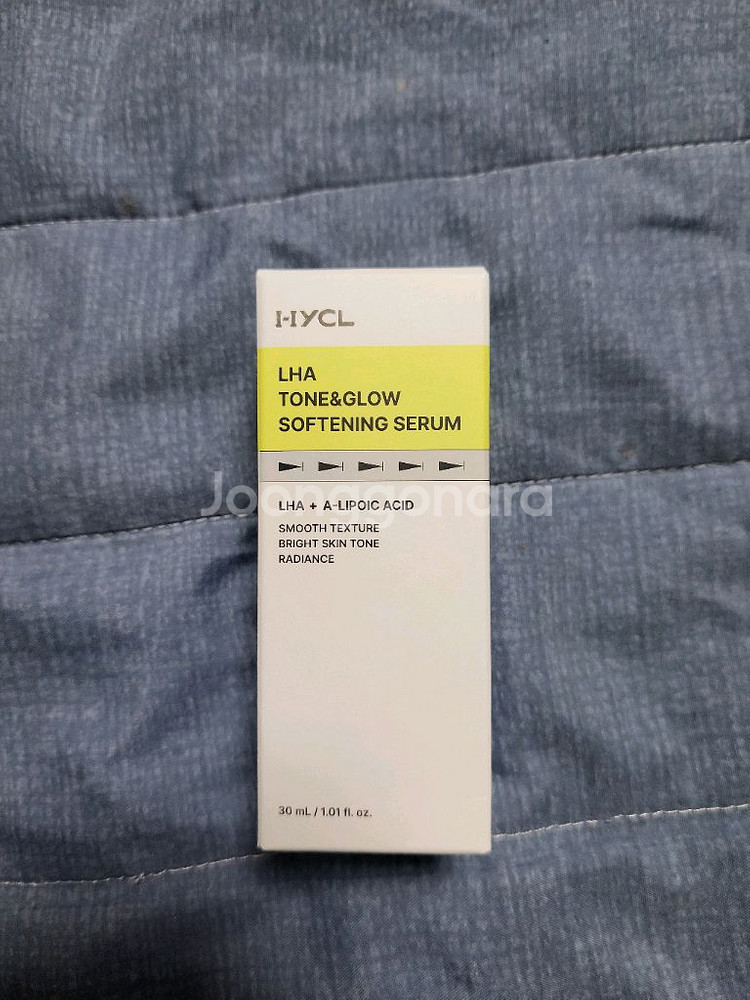 HYCL
LHA
TONE&GLOW
SOFTENING SERUM
Joonggonara
LHA + A-LIPOIC ACID
SMOOTH TEXTURE
BRIGHT SKIN TONE
RADIANCE
30 mL / 1.01 fl. oz.